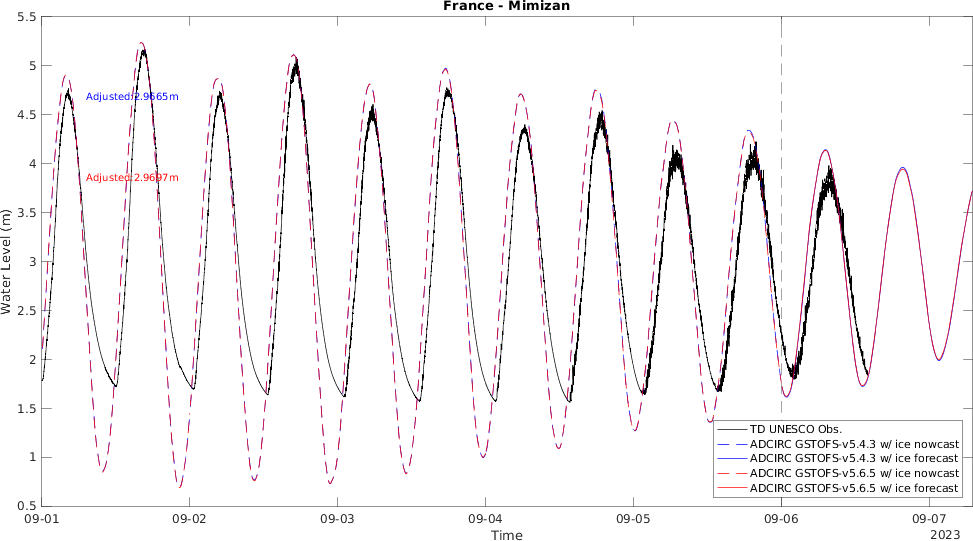 France - Mimizan
5.5
5
4.5
4
3.5
3
2.5
2
1.5
1
0.5
Water Level (m)
Adjusted:2.9665m
Adjusted:2.9697m
TD UNESCO Obs.
ADCIRC GSTOFS-v5.4.3 w/ ice nowcast
ADCIRC GSTOFS-v5.4.3 w/ ice forecast
ADCIRC GSTOFS-v5.6.5 w/ ice nowcast
ADCIRC GSTOFS-v5.6.5 w/ ice forecast
09-01 09-02 09-03 09-04 09-05 09-06 09-07
Time
2023